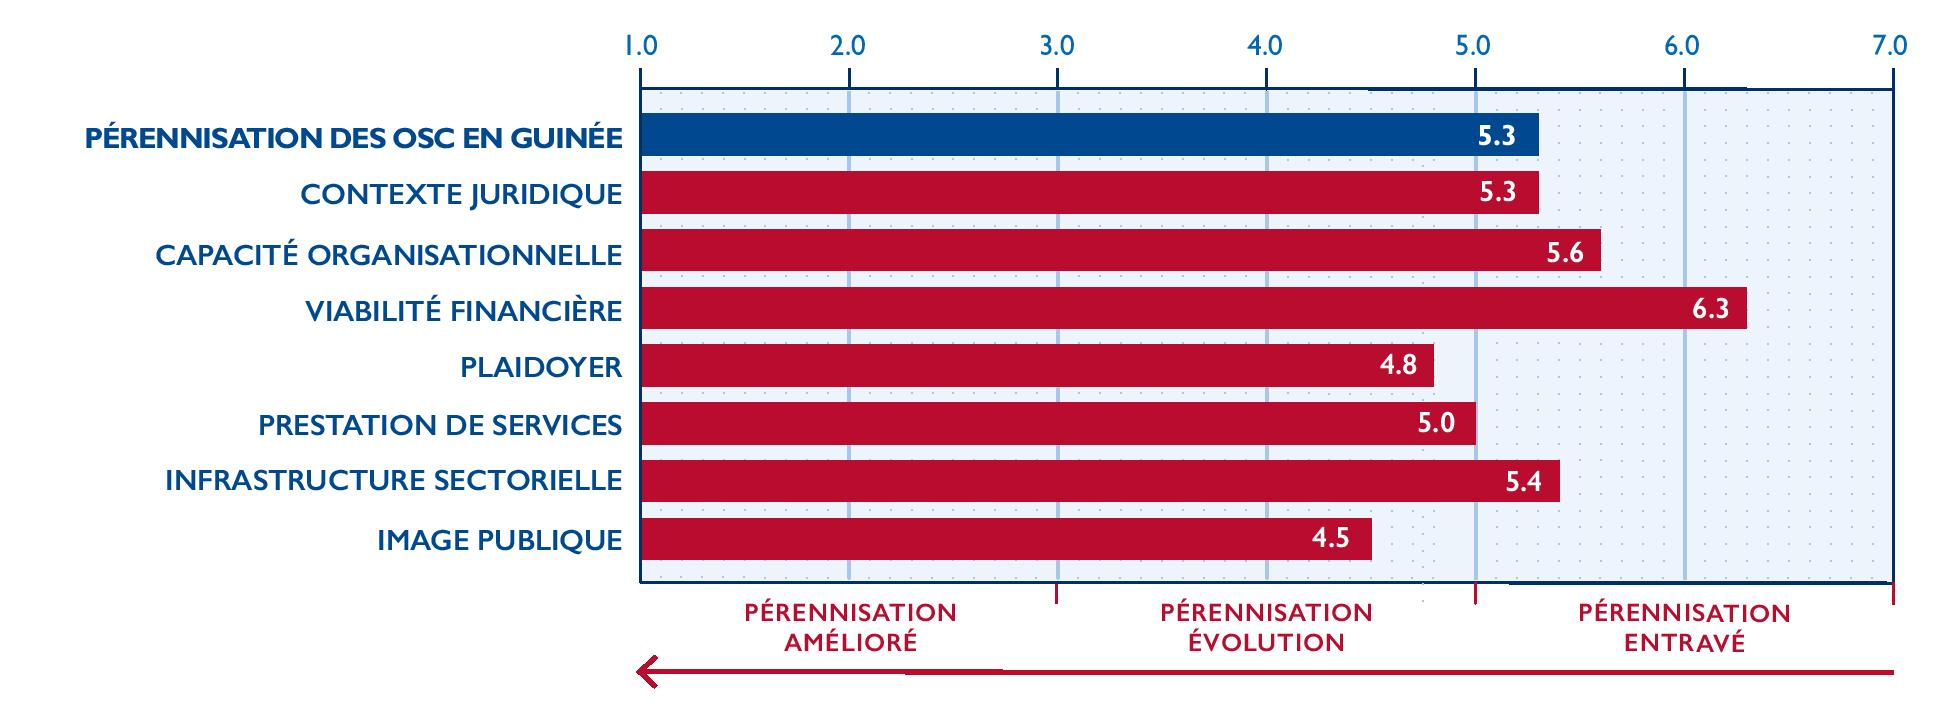 1.0 2.0 3.0 4.0 5.0 6.0 7.0
PÉRENNISATION DES OSC EN GUINÉE 5.3
CONTEXTE JURIDIQUE 5.3
CAPACITÉ ORGANISATIONNELLE 5.6
VIABILITÉ FINANCIÈRE 6.3
PLAIDOYER 4.8
PRESTATION DE SERVICES 5.0
INFRASTRUCTURE SECTORIELLE 5.4
IMAGE PUBLIQUE 4.5
PÉRENNISATION
AMÉLIORÉ
PÉRENNISATION
ÉVOLUTION
PÉRENNISATION
ENTRAVÉ